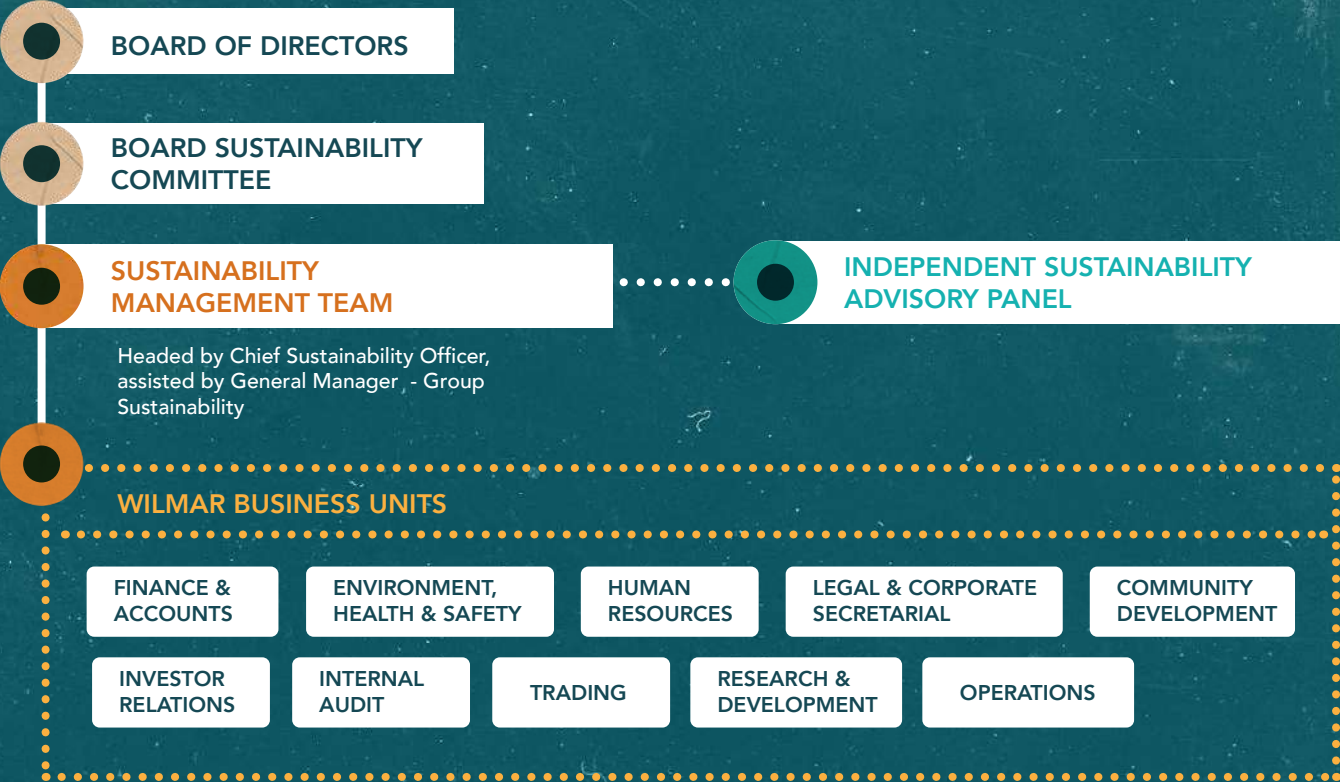 BOARD OF DIRECTORS
BOARD SUSTAINABILITY
COMMITTEE
SUSTAINABILITY
MANAGEMENT TEAM
INDEPENDENT SUSTAINABILITY
ADVISORY PANEL
Headed by Chief Sustainability Officer,
assisted by General Manager - Group
Sustainability
WILMAR BUSINESS UNITS
FINANCE &
ACCOUNTS
ENVIRONMENT,
HEALTH & SAFETY
HUMAN
RESOURCES
LEGAL & CORPORATE
SECRETARIAL
COMMUNITY
DEVELOPMENT
INVESTOR
RELATIONS
INTERNAL
AUDIT
TRADING
RESEARCH &
DEVELOPMENT
OPERATIONS